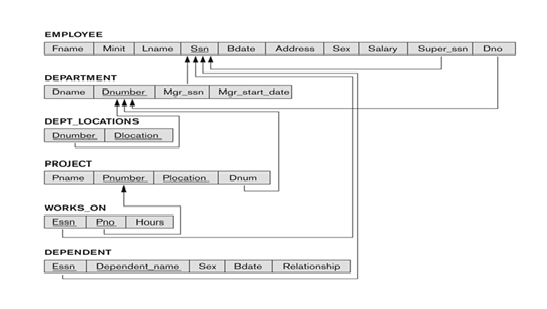 EMPLOYEE
Fname Minit Lname Ssn Bdate Address Sex Salary Super_ssn Dno
DEPARTMENT
Dname Dnumber Mgr_ssn Mgr_start_date
DEPT_LOCATIONS
Dnumber Dlocation
PROJECT
Pname Pnumber Plocation Dnum
WORKS_ON
Essn Pno Hours
DEPENDENT
Essn Dependent_name Sex Bdate Relationship